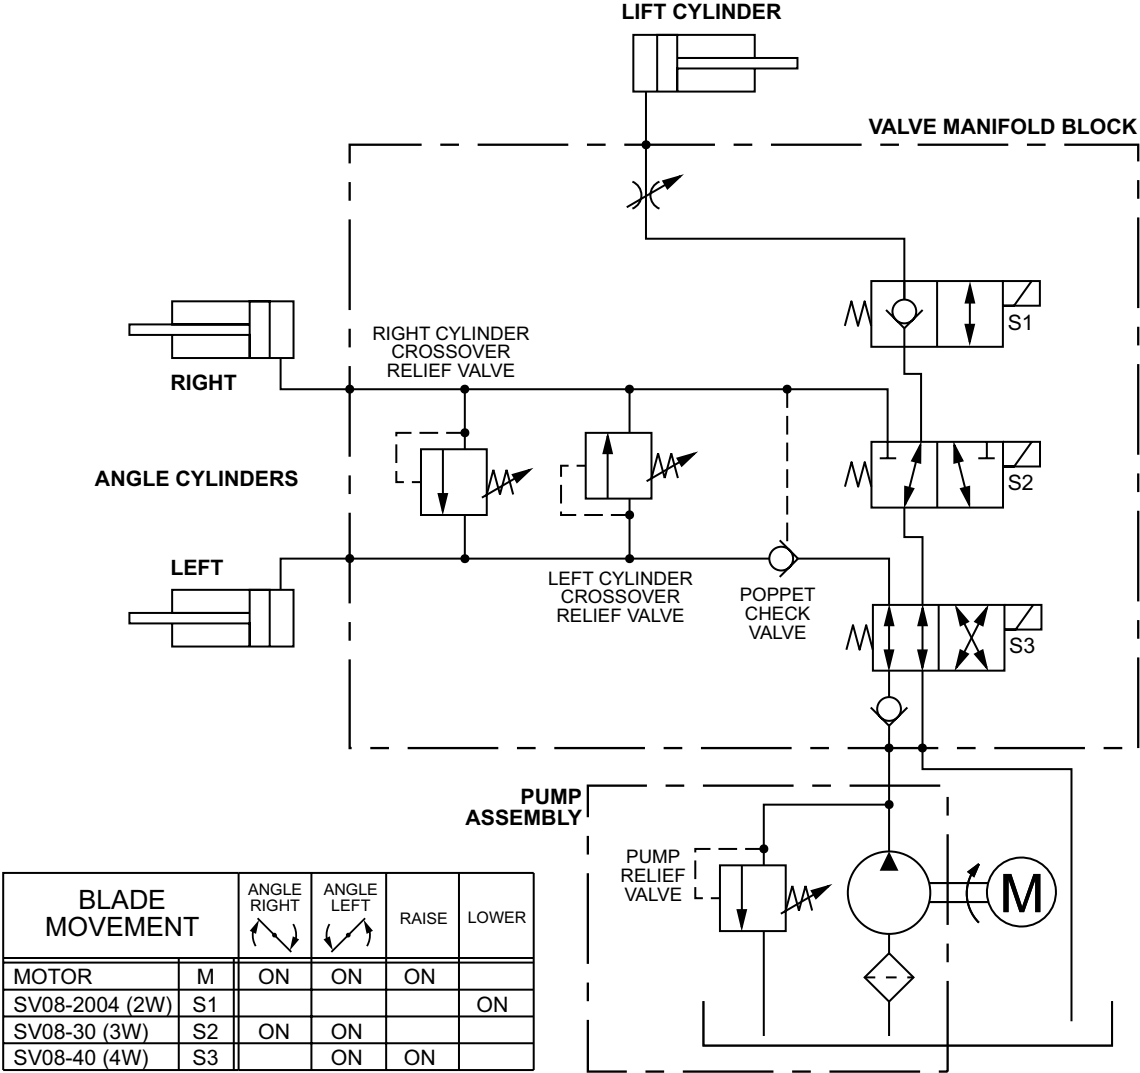 LIFT CYLINDER
VALVE MANIFOLD BLOCK
S1
RIGHT CYLINDER
CROSSOVER
RELIEF VALVE
RIGHT
S2
ANGLE CYLINDERS
LEFT
LEFT CYLINDER
CROSSOVER
RELIEF VALVE
POPPET
CHECK
VALVE
S3
PUMP
ASSEMBLY
PUMP
RELIEF
VALVE
M
BLADE
MOVEMENT
ANGLE
RIGHT
ANGLE
LEFT
RAISE
LOWER
MOTOR M ON ON ON
SV08-2004 (2W) S1 ON
SV08-30 (3W) S2 ON ON
SV08-40 (4W) S3 ON ON